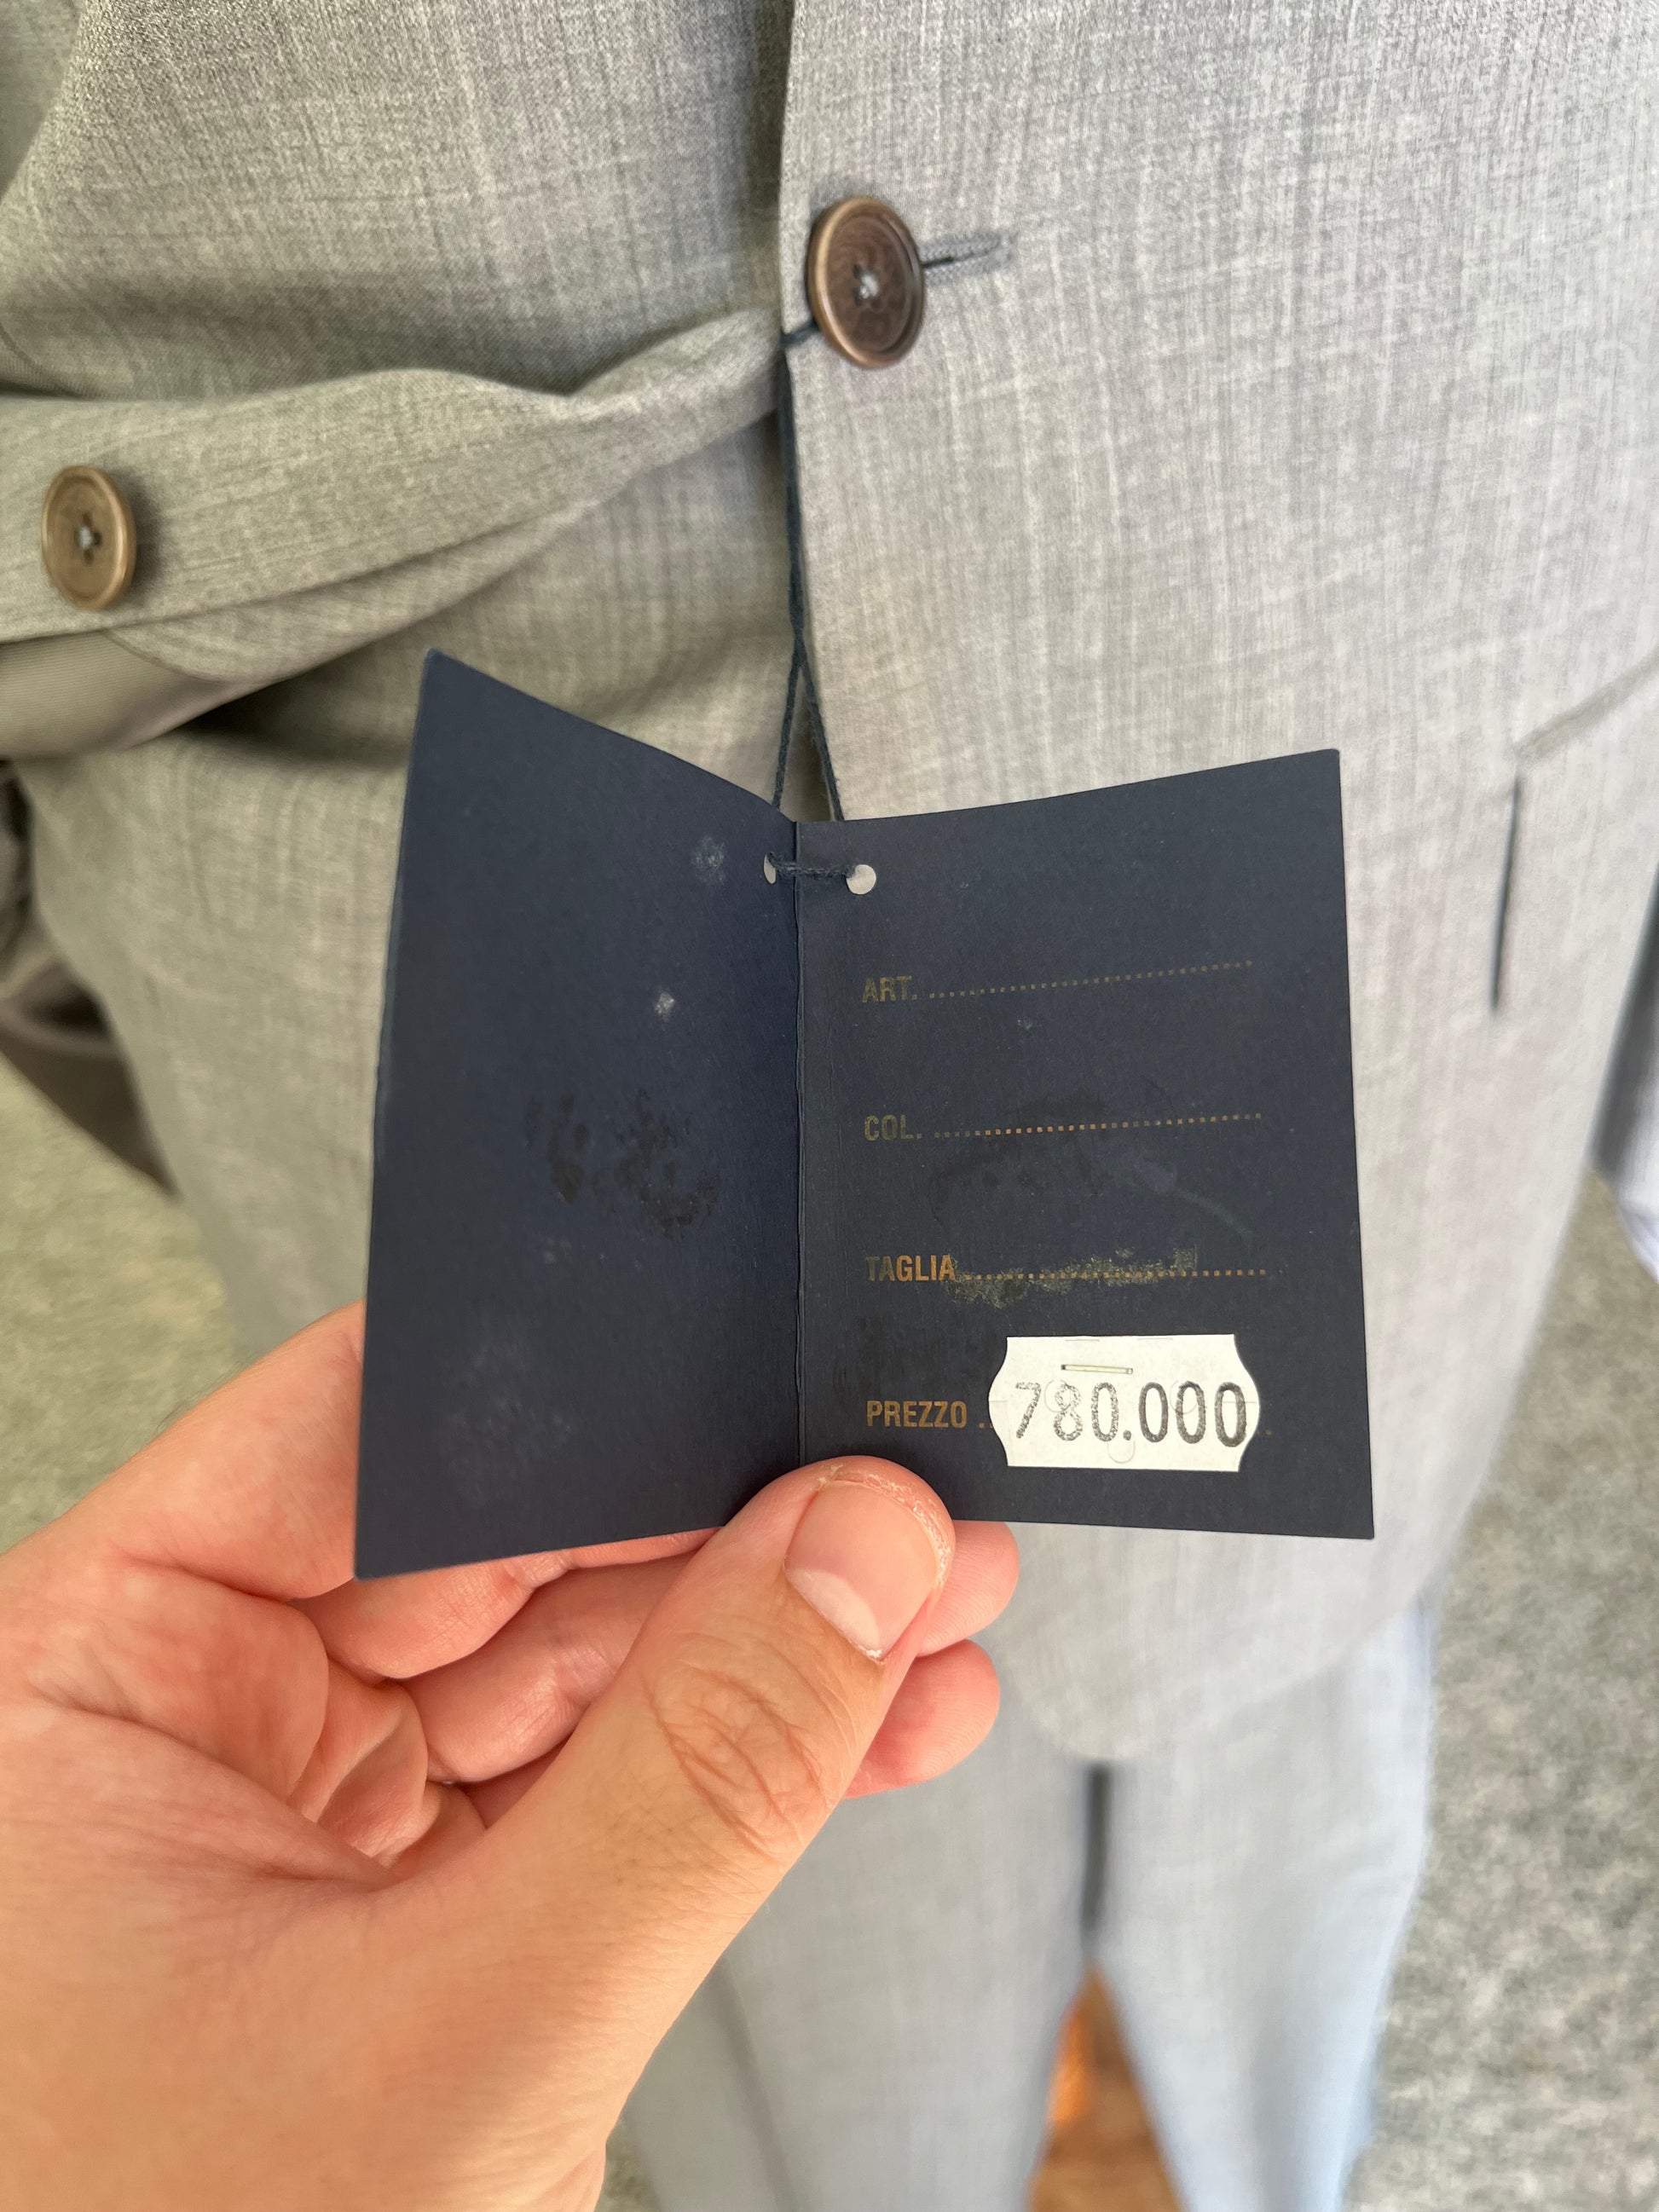 ART. ........................................
COL. ........................................
TAGLIA ........................................
PREZZO .. 780.000